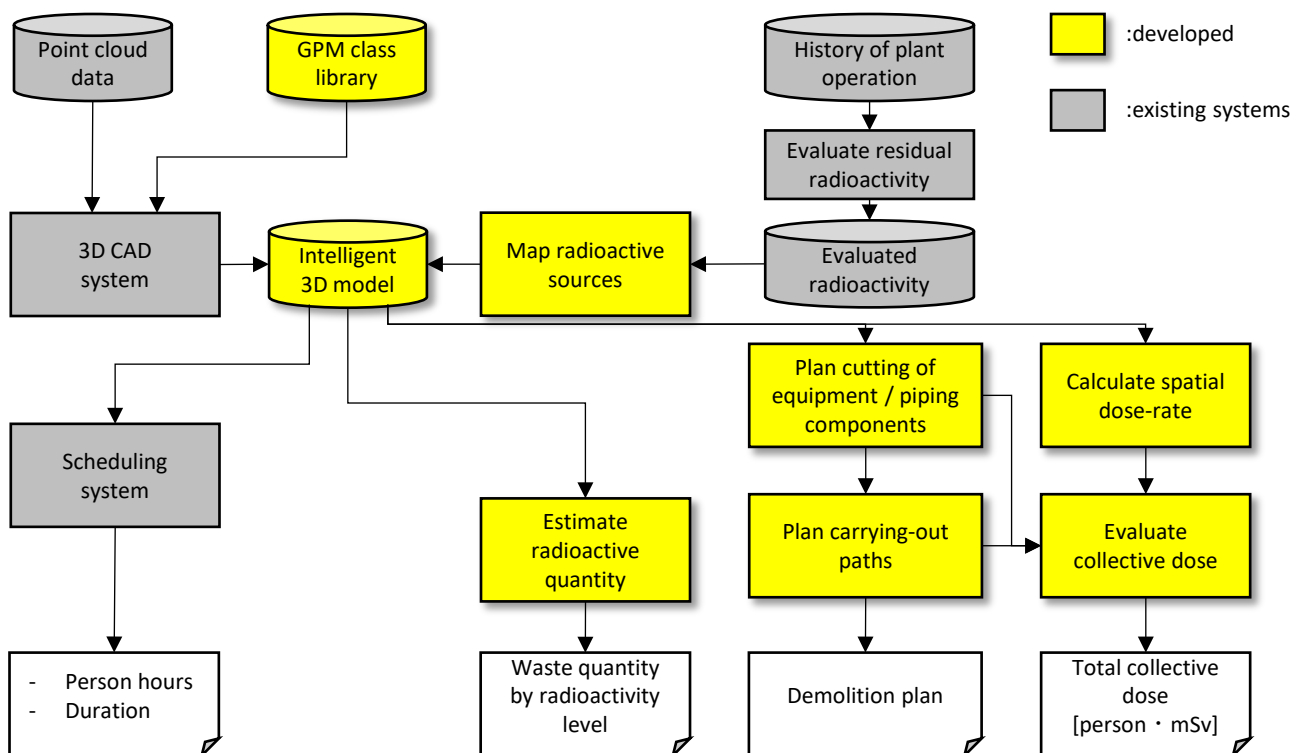 Point cloud
data
GPM class
library
History of plant
operation
:developed
:existing systems
Evaluate residual
radioactivity
3D CAD
system
Intelligent
3D model
Map radioactive
sources
Evaluated
radioactivity
Plan cutting of
equipment / piping
components
Calculate spatial
dose-rate
Scheduling
system
Estimate
radioactive
quantity
Plan carrying-out
paths
Evaluate
collective dose
- Person hours
- Duration
Waste quantity
by radioactivity
level
Demolition plan
Total collective
dose
[person・mSv]